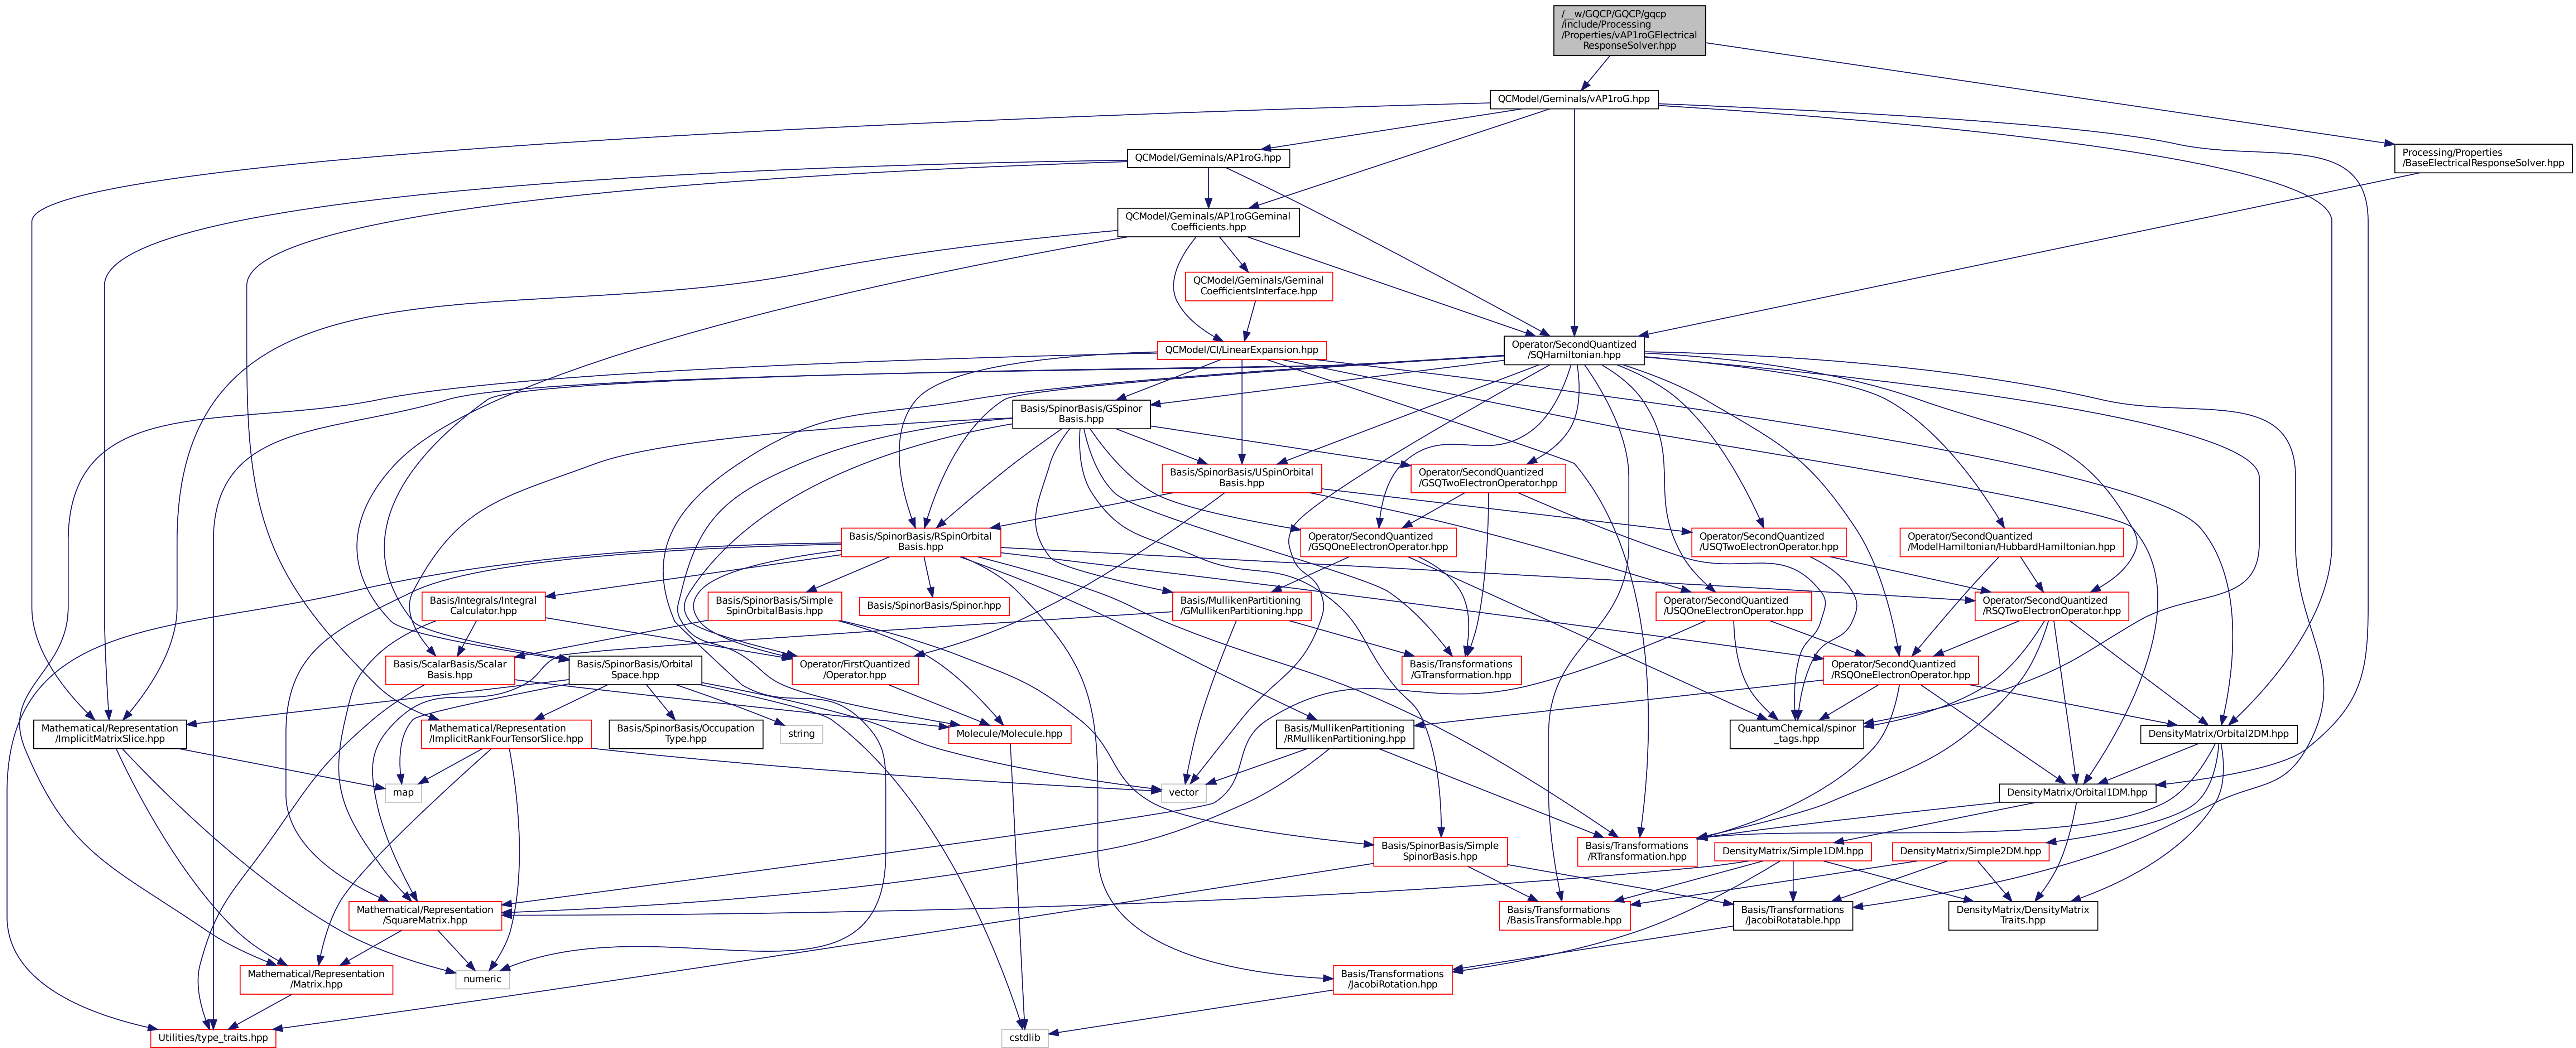 /__w/GQCP/GQCP/gqcp
/include/Processing
/Properties/vAP1roGElectrical
ResponseSolver.hpp
QCModel/Geminals/vAP1roG.hpp
QCModel/Geminals/AP1roG.hpp
Processing/Properties
/BaseElectricalResponseSolver.hpp
QCModel/Geminals/AP1roGGeminal
Coefficients.hpp
QCModel/Geminals/Geminal
CoefficientsInterface.hpp
QCModel/CI/LinearExpansion.hpp
Operator/SecondQuantized
/SQHamiltonian.hpp
Basis/SpinorBasis/GSpinor
Basis.hpp
Basis/SpinorBasis/USpinOrbital
Basis.hpp
Operator/SecondQuantized
/GSQTwoElectronOperator.hpp
Basis/SpinorBasis/RSpinOrbital
Basis.hpp
Operator/SecondQuantized
/GSQOneElectronOperator.hpp
Operator/SecondQuantized
/USQTwoElectronOperator.hpp
Operator/SecondQuantized
/ModelHamiltonian/HubbardHamiltonian.hpp
Basis/Integrals/Integral
Calculator.hpp
Basis/SpinorBasis/Simple
SpinOrbitalBasis.hpp
Basis/SpinorBasis/Spinor.hpp
Basis/MullikenPartitioning
/GMullikenPartitioning.hpp
Operator/SecondQuantized
/USQOneElectronOperator.hpp
Operator/SecondQuantized
/RSQTwoElectronOperator.hpp
Basis/ScalarBasis/Scalar
Basis.hpp
Basis/SpinorBasis/Orbital
Space.hpp
Operator/FirstQuantized
/Operator.hpp
Basis/Transformations
/GTransformation.hpp
Operator/SecondQuantized
/RSQOneElectronOperator.hpp
Mathematical/Representation
/ImplicitMatrixSlice.hpp
Mathematical/Representation
/ImplicitRankFourTensorSlice.hpp
Basis/SpinorBasis/Occupation
Type.hpp
string
Molecule/Molecule.hpp
Basis/MullikenPartitioning
/RMullikenPartitioning.hpp
QuantumChemical/spinor
_tags.hpp
DensityMatrix/Orbital2DM.hpp
map
vector
DensityMatrix/Orbital1DM.hpp
Basis/SpinorBasis/Simple
SpinorBasis.hpp
Basis/Transformations
/RTransformation.hpp
DensityMatrix/Simple1DM.hpp
DensityMatrix/Simple2DM.hpp
Mathematical/Representation
/SquareMatrix.hpp
Basis/Transformations
/BasisTransformable.hpp
Basis/Transformations
/JacobiRotatable.hpp
DensityMatrix/DensityMatrix
Traits.hpp
Mathematical/Representation
/Matrix.hpp
numeric
Basis/Transformations
/JacobiRotation.hpp
Utilities/type_traits.hpp
cstdlib